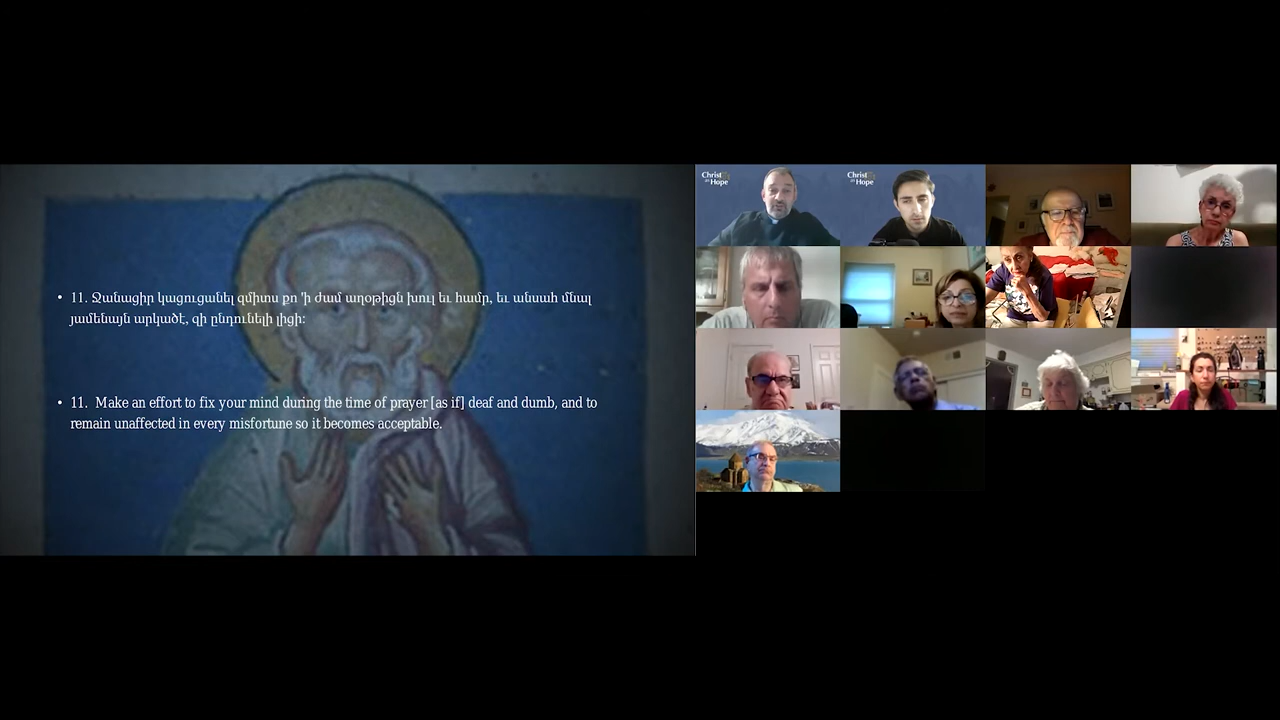 • 11. Ջանացիր կացուցանել զմիտս քո 'ի ժամ աղօթիցն խուլ եւ համր, եւ անսահ մնալ
յամենայն արկածէ, զի ընդունելի լիցի:
• 11. Make an effort to fix your mind during the time of prayer [as if] deaf and dumb, and to
remain unaffected in every misfortune so it becomes acceptable.
Christ
Hope
Christ
Hope